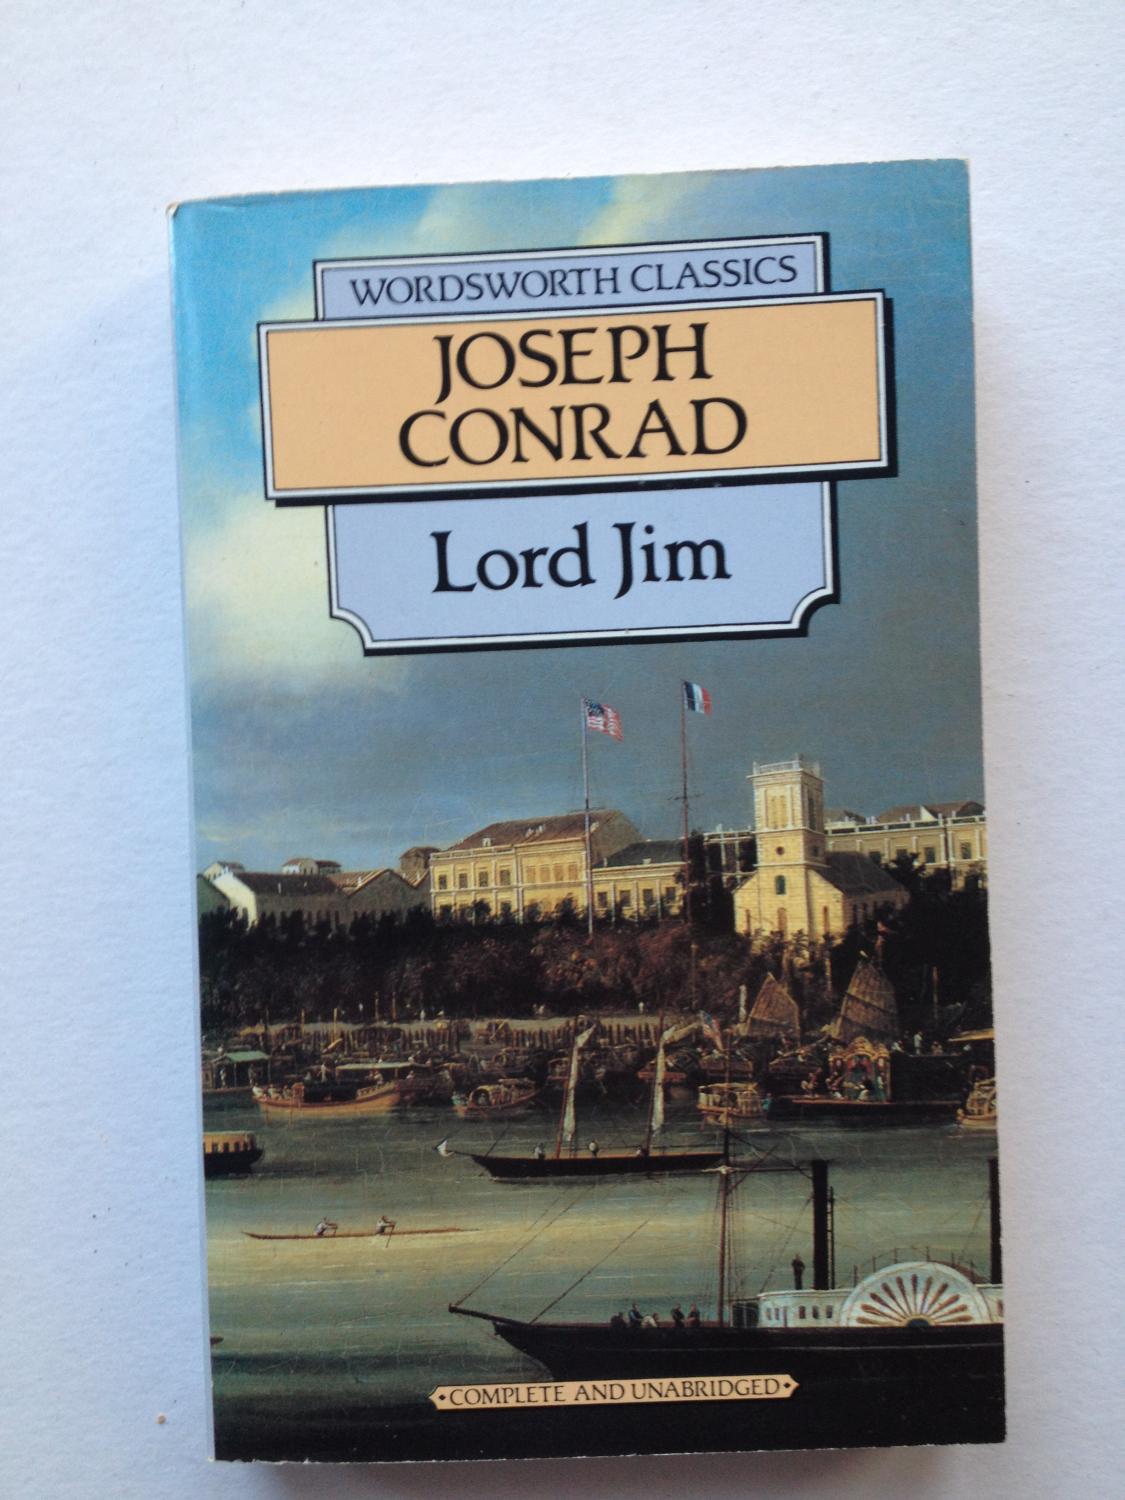 WORDSWORTH CLASSICS
JOSEPH
CONRAD
Lord Jim
COMPLETE AND UNABRIDGED